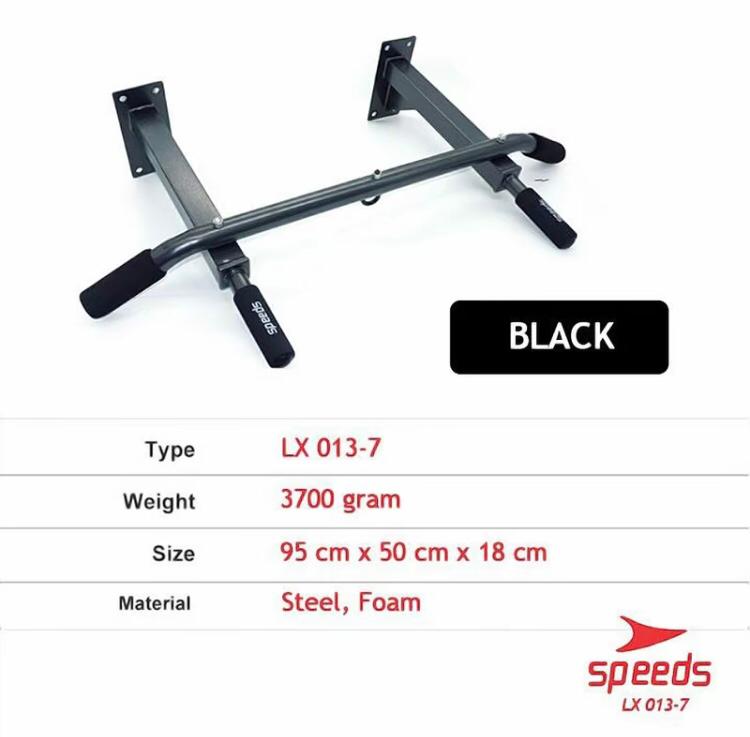 speeds
speeds
BLACK
Type LX 013-7
Weight 3700 gram
Size 95 cm x 50 cm x 18 cm
Material Steel, Foam
speeds
LX 013-7